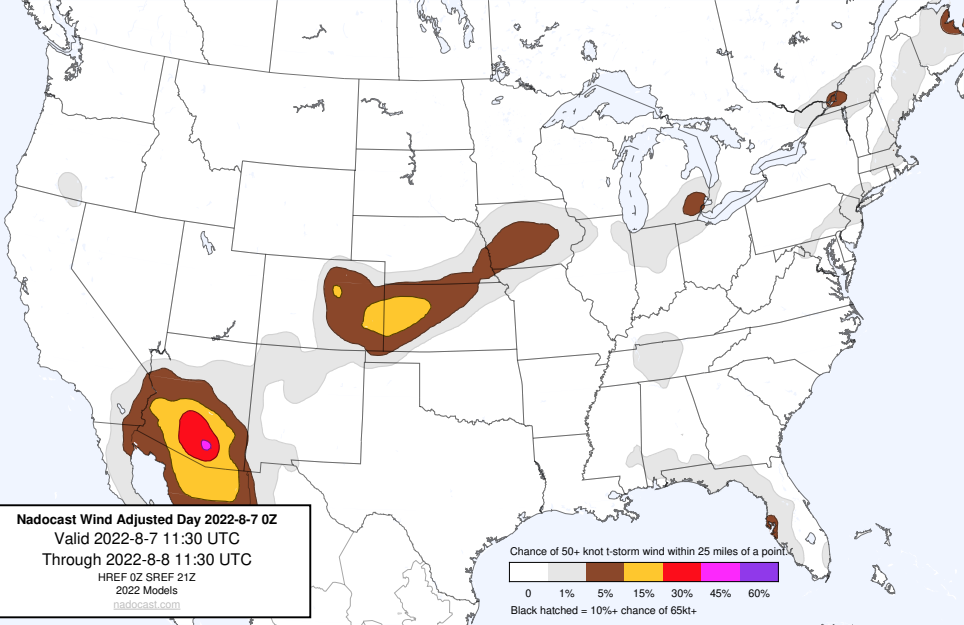 Nadocast Wind Adjusted Day 2022-8-7 0Z
Valid 2022-8-7 11:30 UTC
Through 2022-8-8 11:30 UTC
HREF 0Z SREF 21Z
2022 Models
nadocast.com
Chance of 50+ knot t-storm wind within 25 miles of a point.
0 1% 5% 15% 30% 45% 60%
Black hatched = 10%+ chance of 65kt+